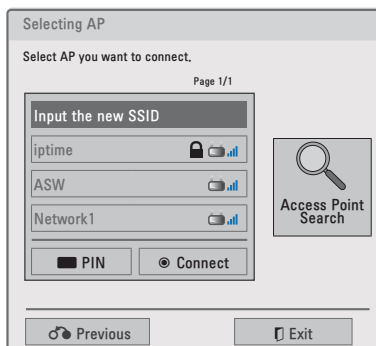 Selecting AP
Select AP you want to connect.
Page 1/1
Input the new SSID
iptime
ASW
Network1
PIN
Connect
Access Point
Search
Previous
Exit